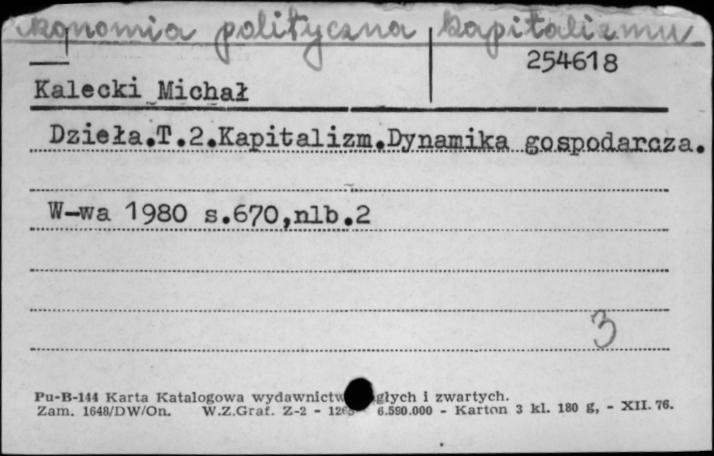 ekonomia polityczna kapitalizmu
254618
Kalecki Michał
Dzieła.T.2.Kapitalizm.Dynamika gospodarcza.
W-wa 1980 s.670,nlb.2
3
Pu-B-144 Karta Katalogowa wydawnictw głych i zwartych.
Zam. 1648/DW/On. W.Z.Graf. Z-2 - 6.590.000 - Karton 3 kl. 180 g, - XII. 76.